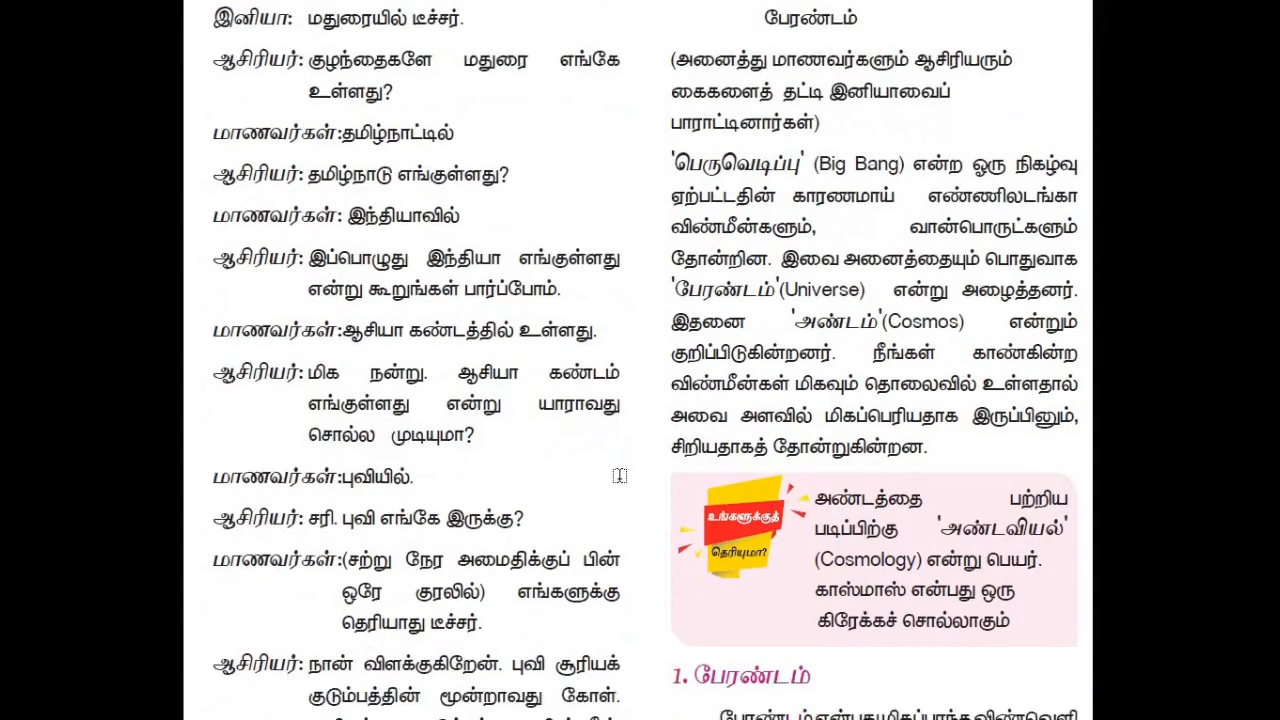 இனியா: மதுரையில் டீச்சர்.
ஆசிரியர்: குழந்தைகளே மதுரை எங்கே
உள்ளது?
மாணவர்கள்:தமிழ்நாட்டில்
ஆசிரியர்: தமிழ்நாடு எங்குள்ளது?
மாணவர்கள்: இந்தியாவில்
ஆசிரியர்: இப்பொழுது இந்தியா எங்குள்ளது
என்று கூறுங்கள் பார்ப்போம்.
மாணவர்கள்:ஆசியா கண்டத்தில் உள்ளது.
ஆசிரியர்: மிக நன்று. ஆசியா கண்டம்
எங்குள்ளது என்று யாராவது
சொல்ல முடியுமா?
மாணவர்கள்:புவியில்.
ஆசிரியர்: சரி. புவி எங்கே இருக்கு?
மாணவர்கள்:(சற்று நேர அமைதிக்குப் பின்
ஒரே குரலில்) எங்களுக்கு
தெரியாது டீச்சர்.
ஆசிரியர்: நான் விளக்குகிறேன். புவி சூரியக்
குடும்பத்தின் மூன்றாவது கோள்.
பேரண்டம்
(அனைத்து மாணவர்களும் ஆசிரியரும்
கைகளைத் தட்டி இனியாவைப்
பாராட்டினார்கள்)
'பெருவெடிப்பு' (Big Bang) என்ற ஒரு நிகழ்வு
ஏற்பட்டதின் காரணமாய் எண்ணிலடங்கா
விண்மீன்களும், வான்பொருட்களும்
தோன்றின. இவை அனைத்தையும் பொதுவாக
'பேரண்டம்'(Universe) என்று அழைத்தனர்.
இதனை 'அண்டம்'(Cosmos) என்றும்
குறிப்பிடுகின்றனர். நீங்கள் காண்கின்ற
விண்மீன்கள் மிகவும் தொலைவில் உள்ளதால்
அவை அளவில் மிகப்பெரியதாக இருப்பினும்,
சிறியதாகத் தோன்றுகின்றன.
உங்களுக்குத்
தெரியுமா?
அண்டத்தை பற்றிய
படிப்பிற்கு 'அண்டவியல்'
(Cosmology) என்று பெயர்.
காஸ்மாஸ் என்பது ஒரு
கிரேக்கச் சொல்லாகும்
1. பேரண்டம்
பேரண்டம் என்பது மிகப்பரந்த விண்வெளி